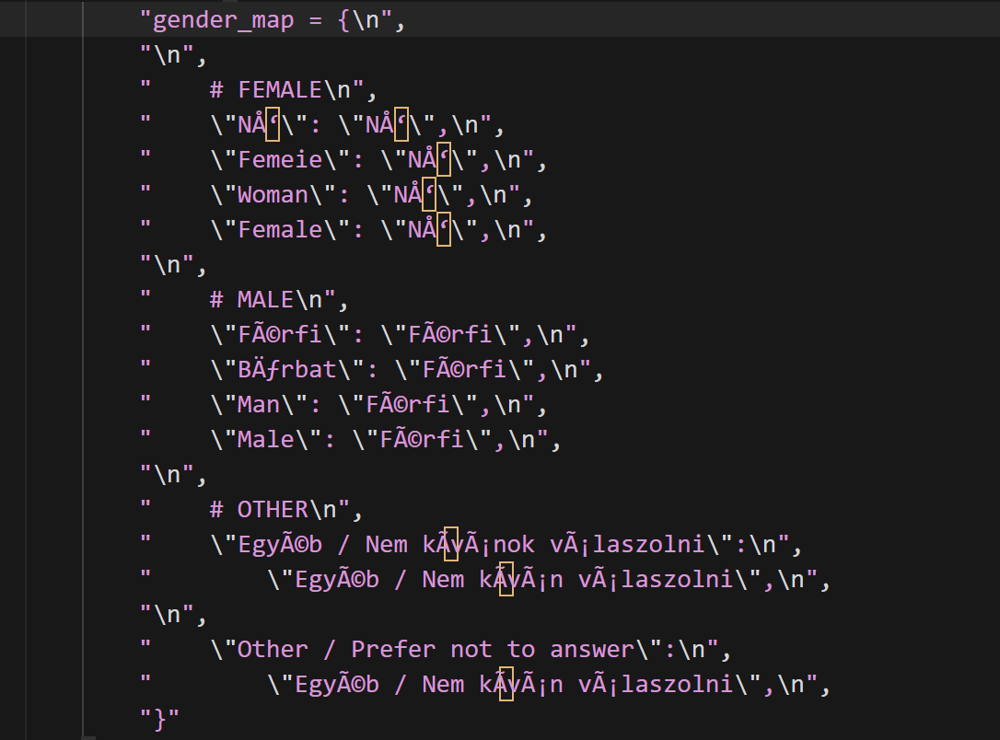 "gender_map = {\n",
"\n",
"    # FEMALE\n",
"    \"NÅ‘\": \"NÅ‘\",\n",
"    \"Femeie\": \"NÅ‘\",\n",
"    \"Woman\": \"NÅ‘\",\n",
"    \"Female\": \"NÅ‘\",\n",
"\n",
"    # MALE\n",
"    \"FÃ©rfi\": \"FÃ©rfi\",\n",
"    \"BÄƒrbat\": \"FÃ©rfi\",\n",
"    \"Man\": \"FÃ©rfi\",\n",
"    \"Male\": \"FÃ©rfi\",\n",
"\n",
"    # OTHER\n",
"    \"EgyÃ©b / Nem kÃ­vÃ¡nok vÃ¡laszolni\":\n",
"        \"EgyÃ©b / Nem kÃ­vÃ¡n vÃ¡laszolni\",\n",
"\n",
"    \"Other / Prefer not to answer\":\n",
"        \"EgyÃ©b / Nem kÃ­vÃ¡n vÃ¡laszolni\",\n",
"}"